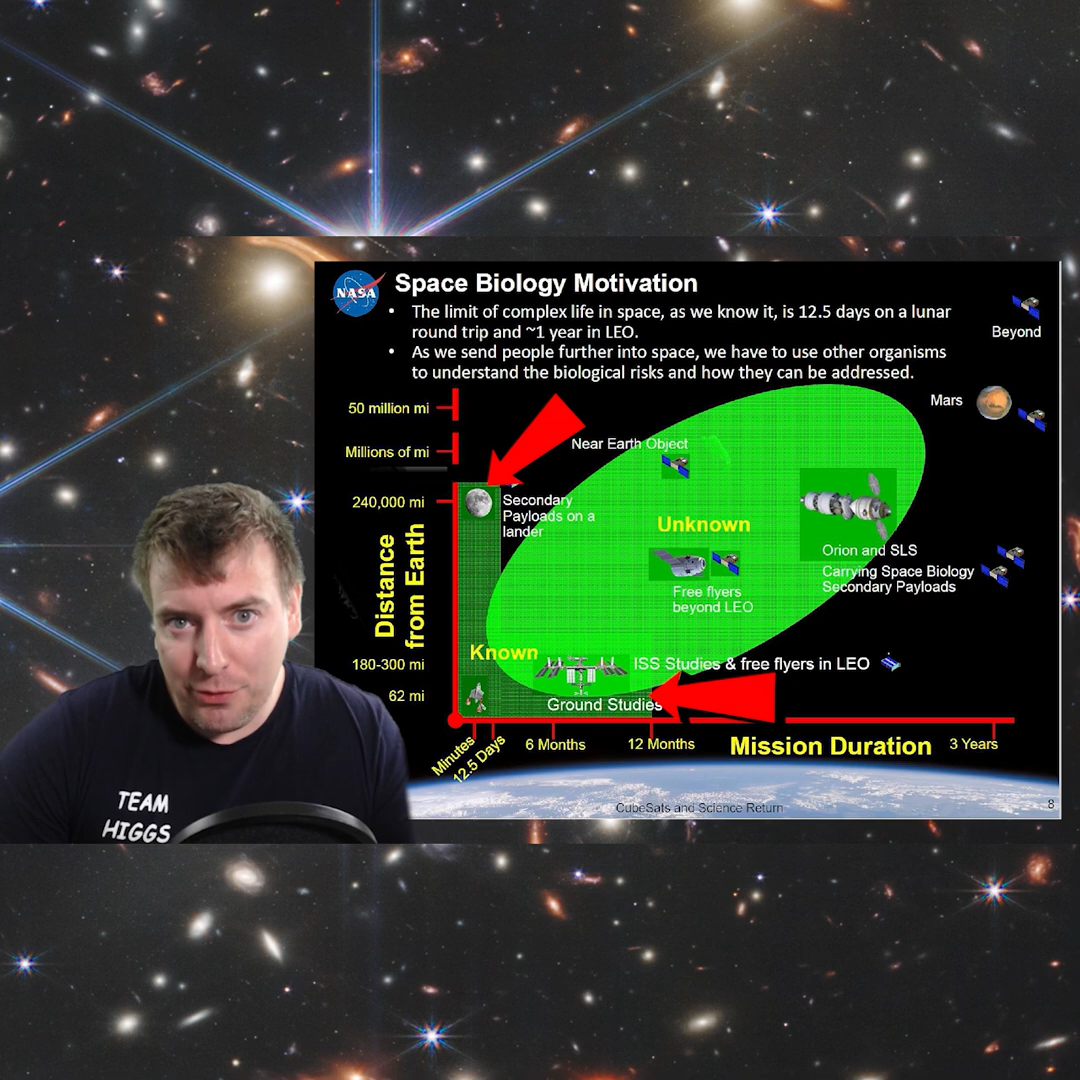 NASA
Space Biology Motivation
• The limit of complex life in space, as we know it, is 12.5 days on a lunar
round trip and ~1 year in LEO.
• As we send people further into space, we have to use other organisms
to understand the biological risks and how they can be addressed.
Beyond
Mars
50 million mi
Millions of mi
240,000 mi
180-300 mi
62 mi
Distance
from Earth
Near Earth Object
Secondary
Payloads on a
lander
Unknown
Orion and SLS
Carrying Space Biology
Secondary Payloads
Free flyers
beyond LEO
Known
ISS Studies & free flyers in LEO
Ground Studies
Minutes
12.5 Days
6 Months
12 Months
Mission Duration
3 Years
CubeSats and Science Return
8
TEAM
HIGGS